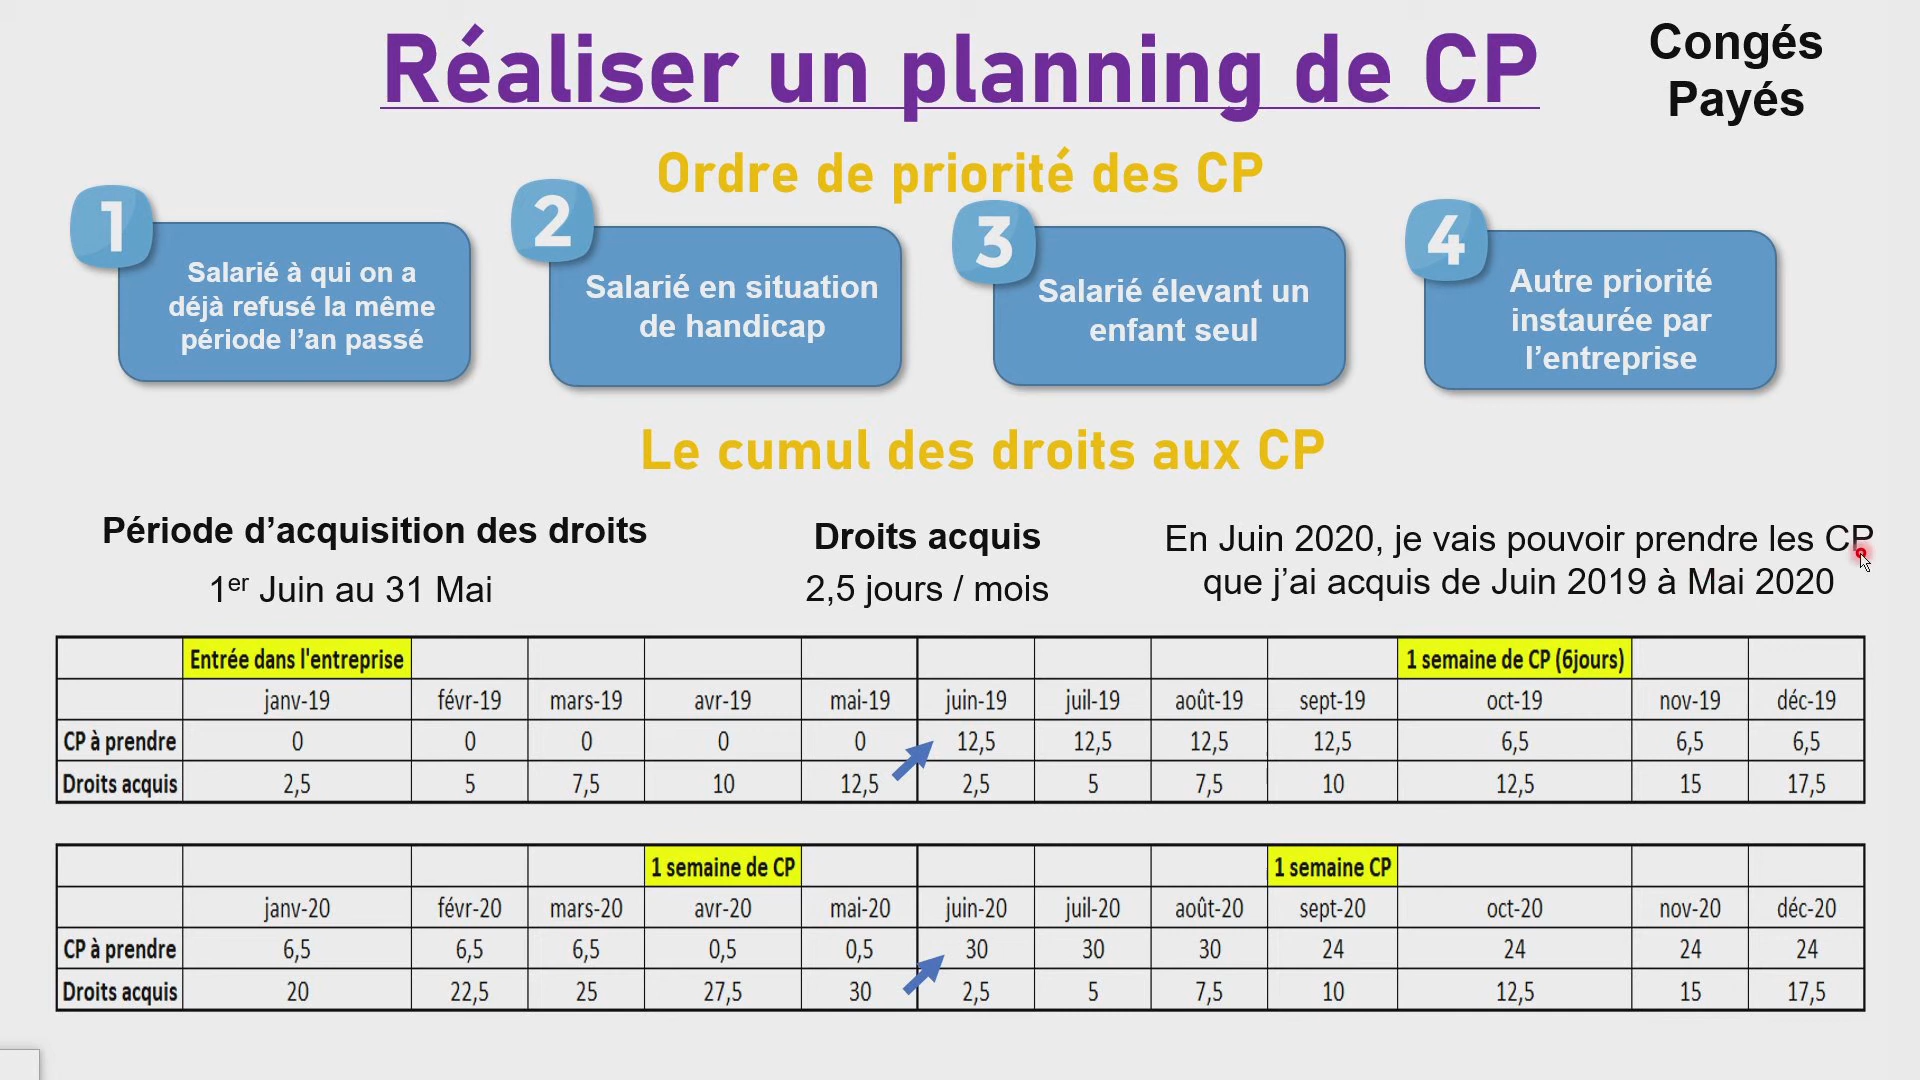 Réaliser un planning de CP
Congés
Payés
Ordre de priorité des CP
1
Salarié à qui on a
déjà refusé la même
période l’an passé
2
Salarié en situation
de handicap
3
Salarié élevant un
enfant seul
4
Autre priorité
instaurée par
l’entreprise
Le cumul des droits aux CP
Période d’acquisition des droits
1er Juin au 31 Mai
Droits acquis
2,5 jours / mois
En Juin 2020, je vais pouvoir prendre les CP
que j’ai acquis de Juin 2019 à Mai 2020
Entrée dans l'entreprise 1 semaine de CP (6jours)
janv-19 févr-19 mars-19 avr-19 mai-19 juin-19 juil-19 août-19 sept-19 oct-19 nov-19 déc-19
CP à prendre 0 0 0 0 0 12,5 12,5 12,5 12,5 6,5 6,5 6,5
Droits acquis 2,5 5 7,5 10 12,5 2,5 5 7,5 10 12,5 15 17,5
1 semaine de CP 1 semaine CP
janv-20 févr-20 mars-20 avr-20 mai-20 juin-20 juil-20 août-20 sept-20 oct-20 nov-20 déc-20
CP à prendre 6,5 6,5 6,5 0,5 0,5 30 30 30 24 24 24 24
Droits acquis 20 22,5 25 27,5 30 2,5 5 7,5 10 12,5 15 17,5